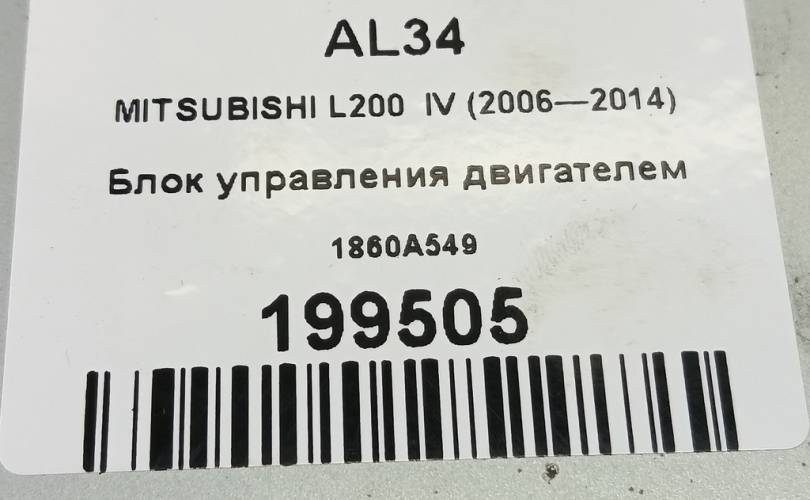 AL34
MITSUBISHI L200 IV (2006—2014)
Блок управления двигателем
1860A549
199505